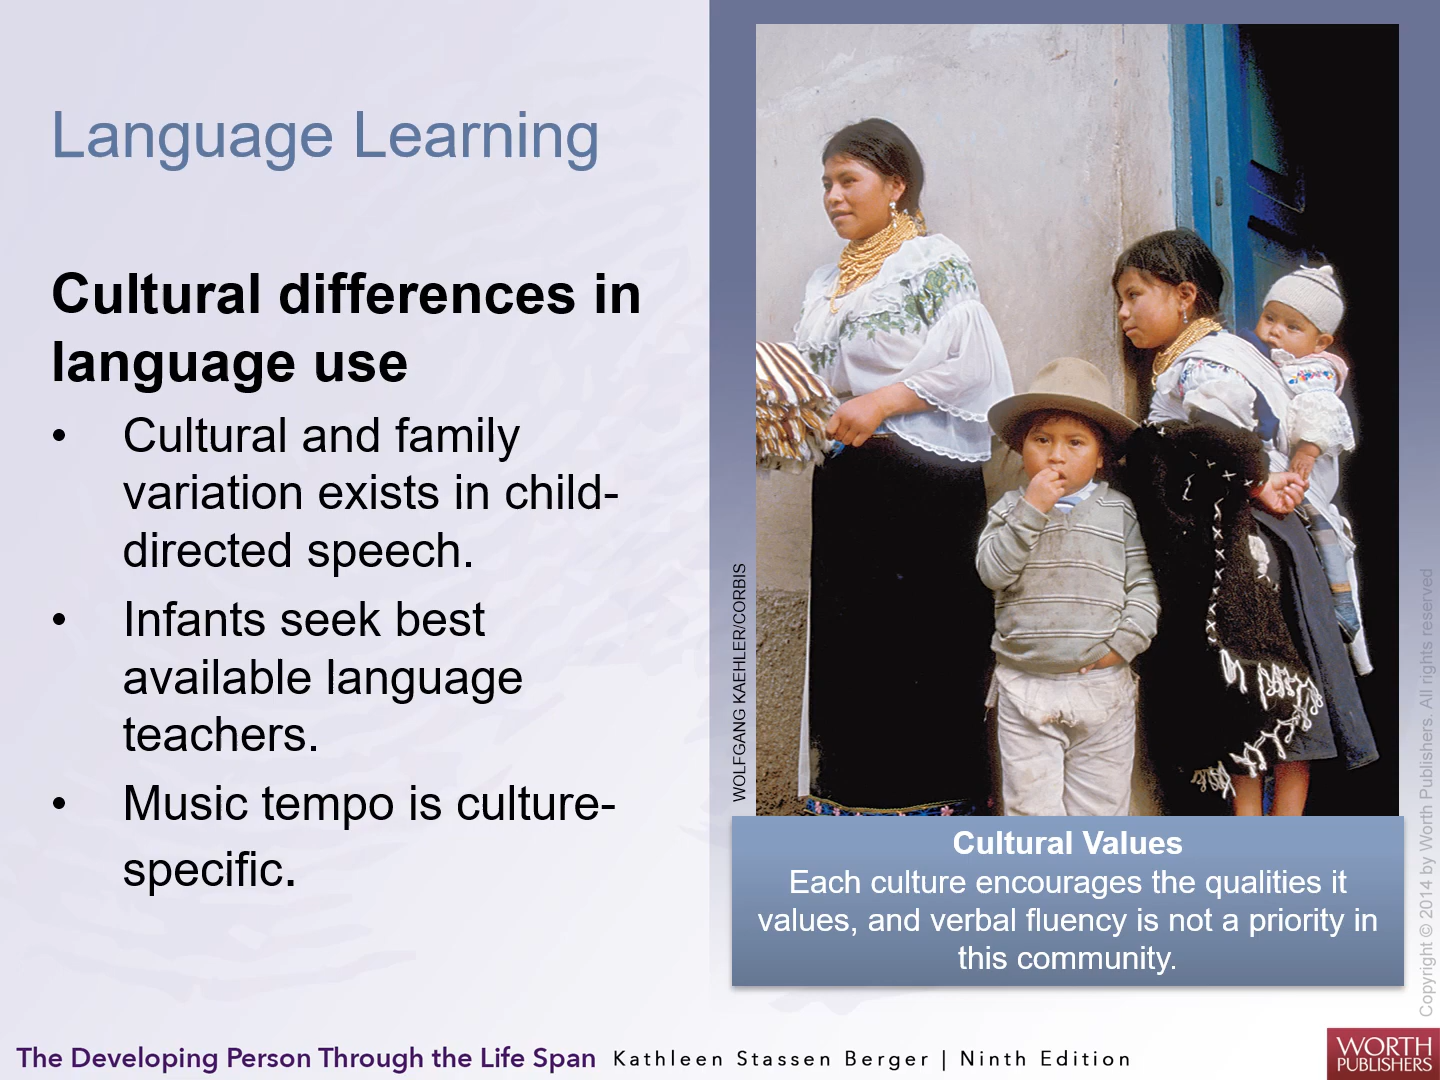 Language Learning
Cultural differences in
language use
• Cultural and family
variation exists in child-
directed speech.
• Infants seek best
available language
teachers.
• Music tempo is culture-
specific.
WOLFGANG KAEHLER/CORBIS
Cultural Values
Each culture encourages the qualities it
values, and verbal fluency is not a priority in
this community.
Copyright © 2014 by Worth Publishers. All rights reserved
The Developing Person Through the Life Span Kathleen Stassen Berger | Ninth Edition
WORTH
PUBLISHERS